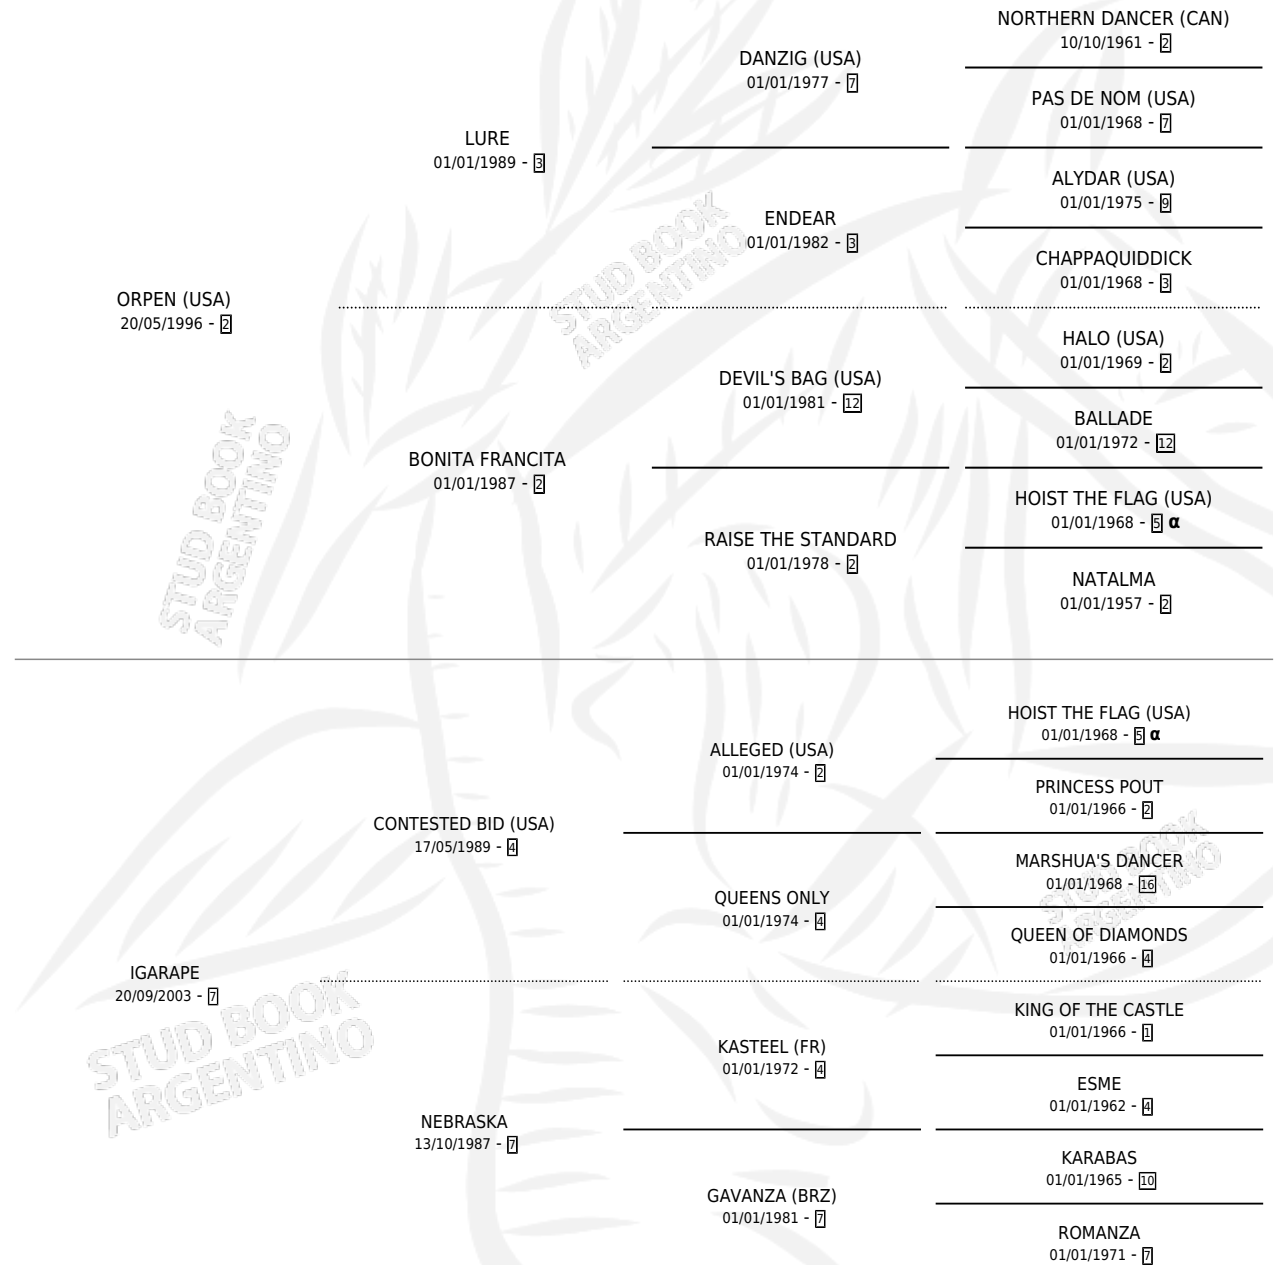 NORTHERN DANCER (CAN)
10/10/1961 - 2
DANZIG (USA)
01/01/1977 - 7
PAS DE NOM (USA)
01/01/1968 - 7
LURE
01/01/1989 - 3
ALYDAR (USA)
01/01/1975 - 9
ENDEAR
01/01/1982 - 3
CHAPPAQUIDDICK
01/01/1968 - 3
ORPEN (USA)
20/05/1996 - 2
HALO (USA)
01/01/1969 - 2
DEVIL'S BAG (USA)
01/01/1981 - 12
BALLADE
01/01/1972 - 12
BONITA FRANCITA
01/01/1987 - 2
HOIST THE FLAG (USA)
01/01/1968 - 5 α
RAISE THE STANDARD
01/01/1978 - 2
NATALMA
01/01/1957 - 2
HOIST THE FLAG (USA)
01/01/1968 - 5 α
ALLEGED (USA)
01/01/1974 - 2
PRINCESS POUT
01/01/1966 - 2
CONTESTED BID (USA)
17/05/1989 - 4
MARSHUA'S DANCER
01/01/1968 - 16
QUEENS ONLY
01/01/1974 - 4
QUEEN OF DIAMONDS
01/01/1966 - 4
IGARAPE
20/09/2003 - 7
KING OF THE CASTLE
01/01/1966 - 1
KASTEEL (FR)
01/01/1972 - 4
ESME
01/01/1962 - 4
NEBRASKA
13/10/1987 - 7
KARABAS
01/01/1965 - 10
GAVANZA (BRZ)
01/01/1981 - 7
ROMANZA
01/01/1971 - 7
STUD BOOK
ARGENTINO
STUD BOOK
ARGENTINO
STUD BOOK
ARGENTINO
STUD BOOK
ARGENTINO